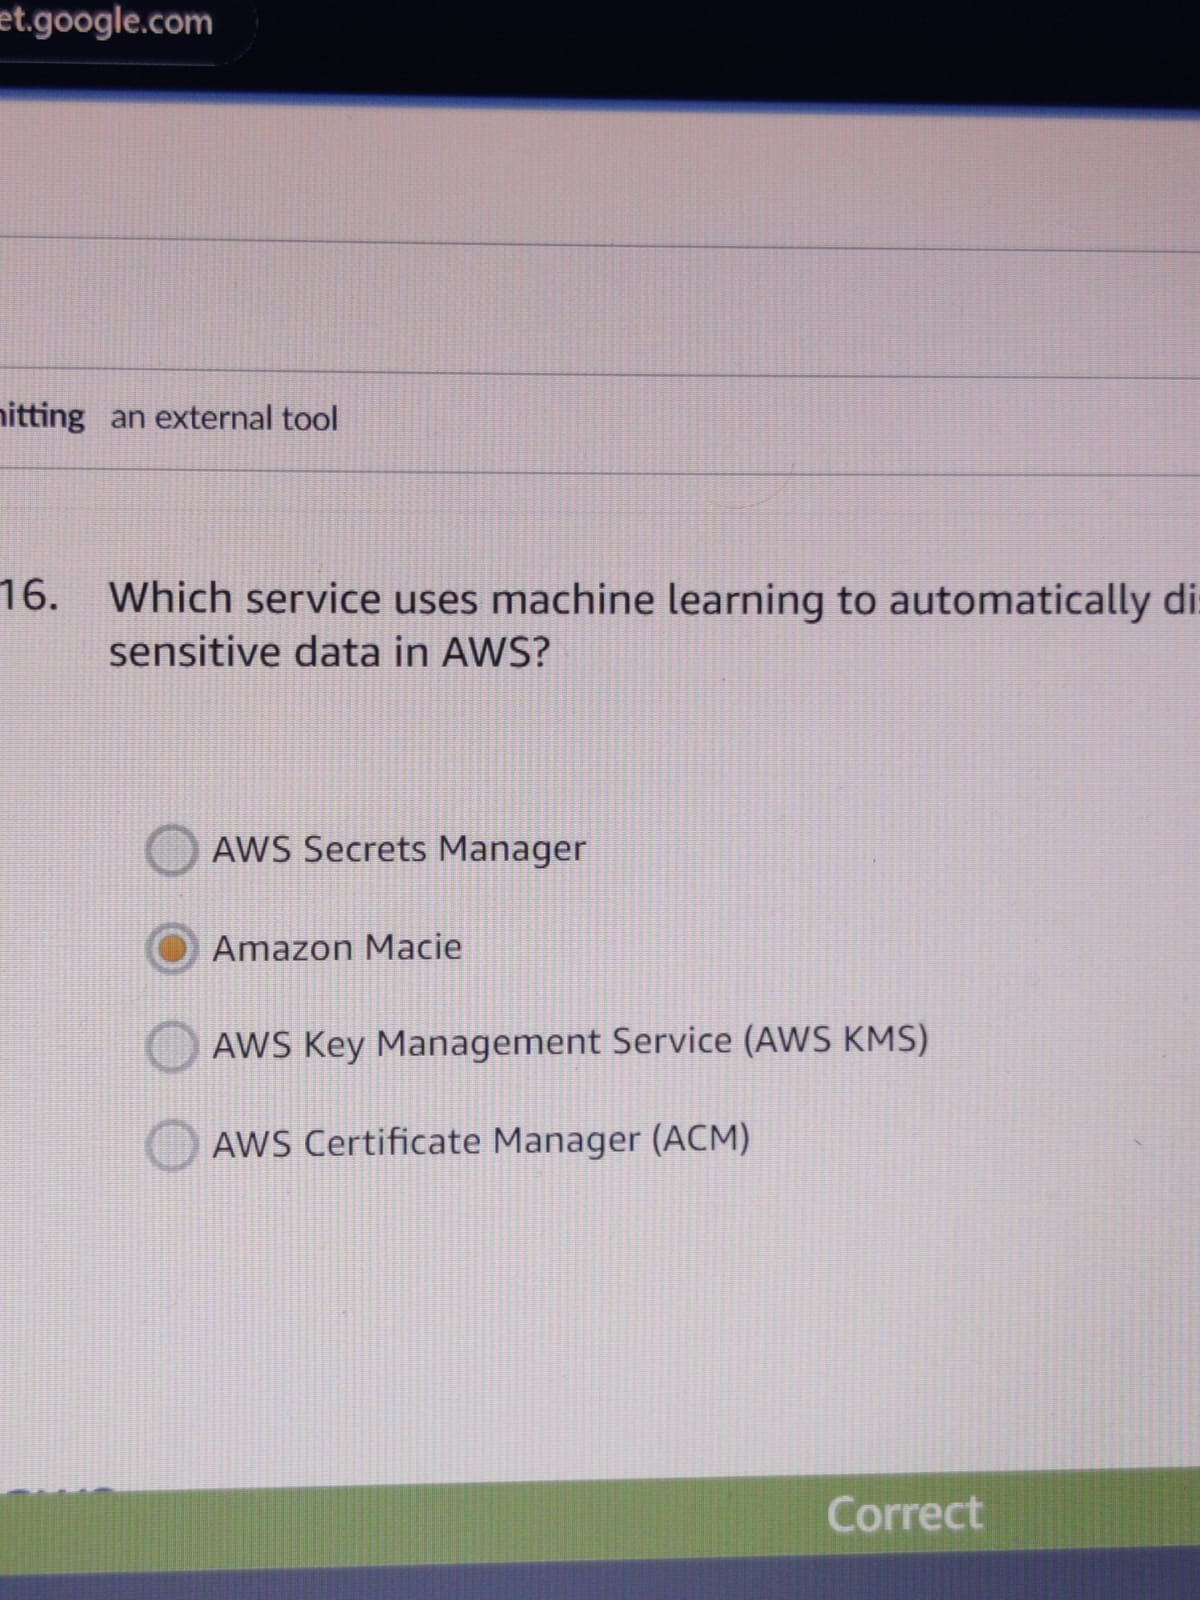 et.google.com
nitting an external tool
16. Which service uses machine learning to automatically di
sensitive data in AWS?
AWS Secrets Manager
Amazon Macie
AWS Key Management Service (AWS KMS)
AWS Certificate Manager (ACM)
Correct